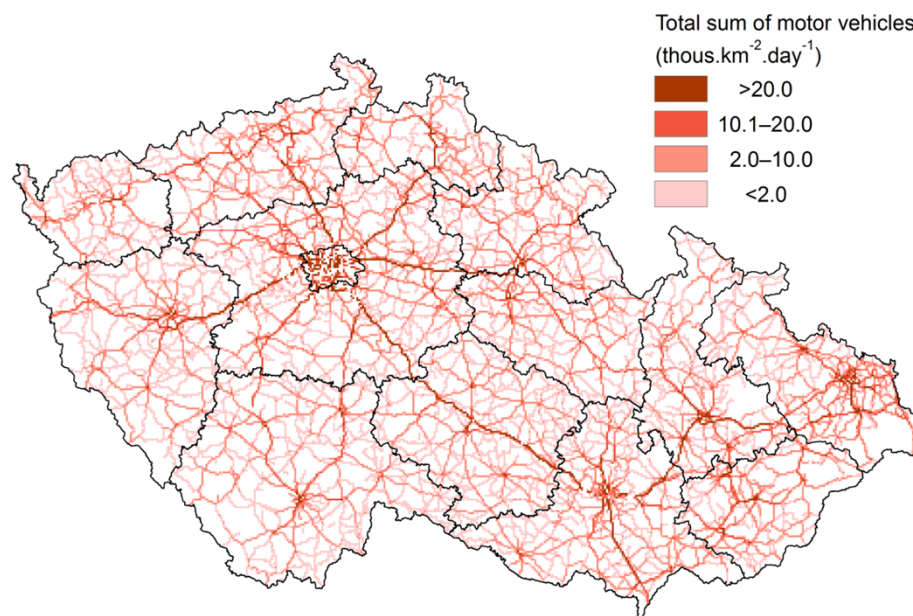 Total sum of motor vehicles
(thous.km⁻².day⁻¹)
>20.0
10.1–20.0
2.0–10.0
<2.0